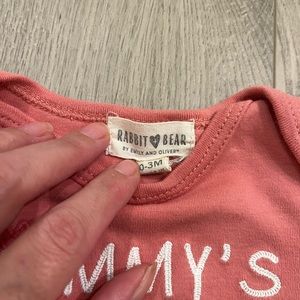 RABBIT ♥ BEAR
BY EMILY AND OLIVER
0-3M
MMY'S